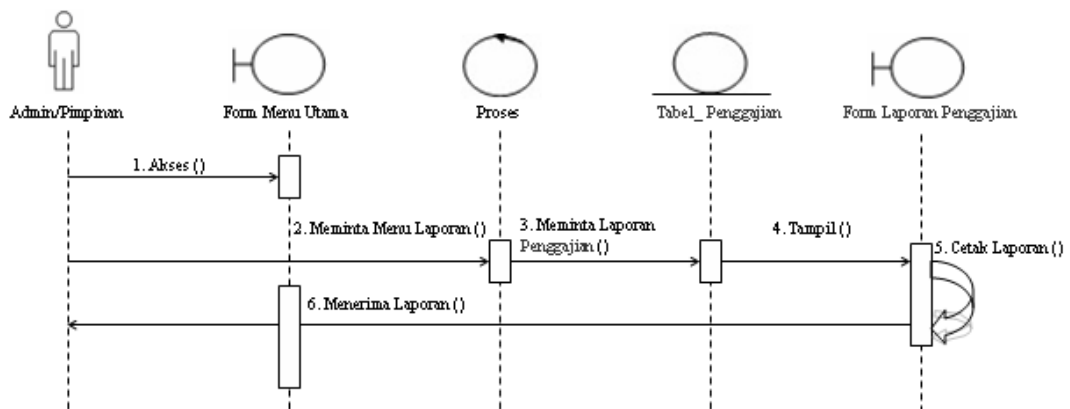 Admin/Pimpinan
Form Menu Utama
Proses
Tabel_ Penggajian
Form Laporan Penggajian
1. Akses ()
2. Meminta Menu Laporan ()
3. Meminta Laporan
Penggajian ()
4. Tampil ()
5. Cetak Laporan ()
6. Menerima Laporan ()